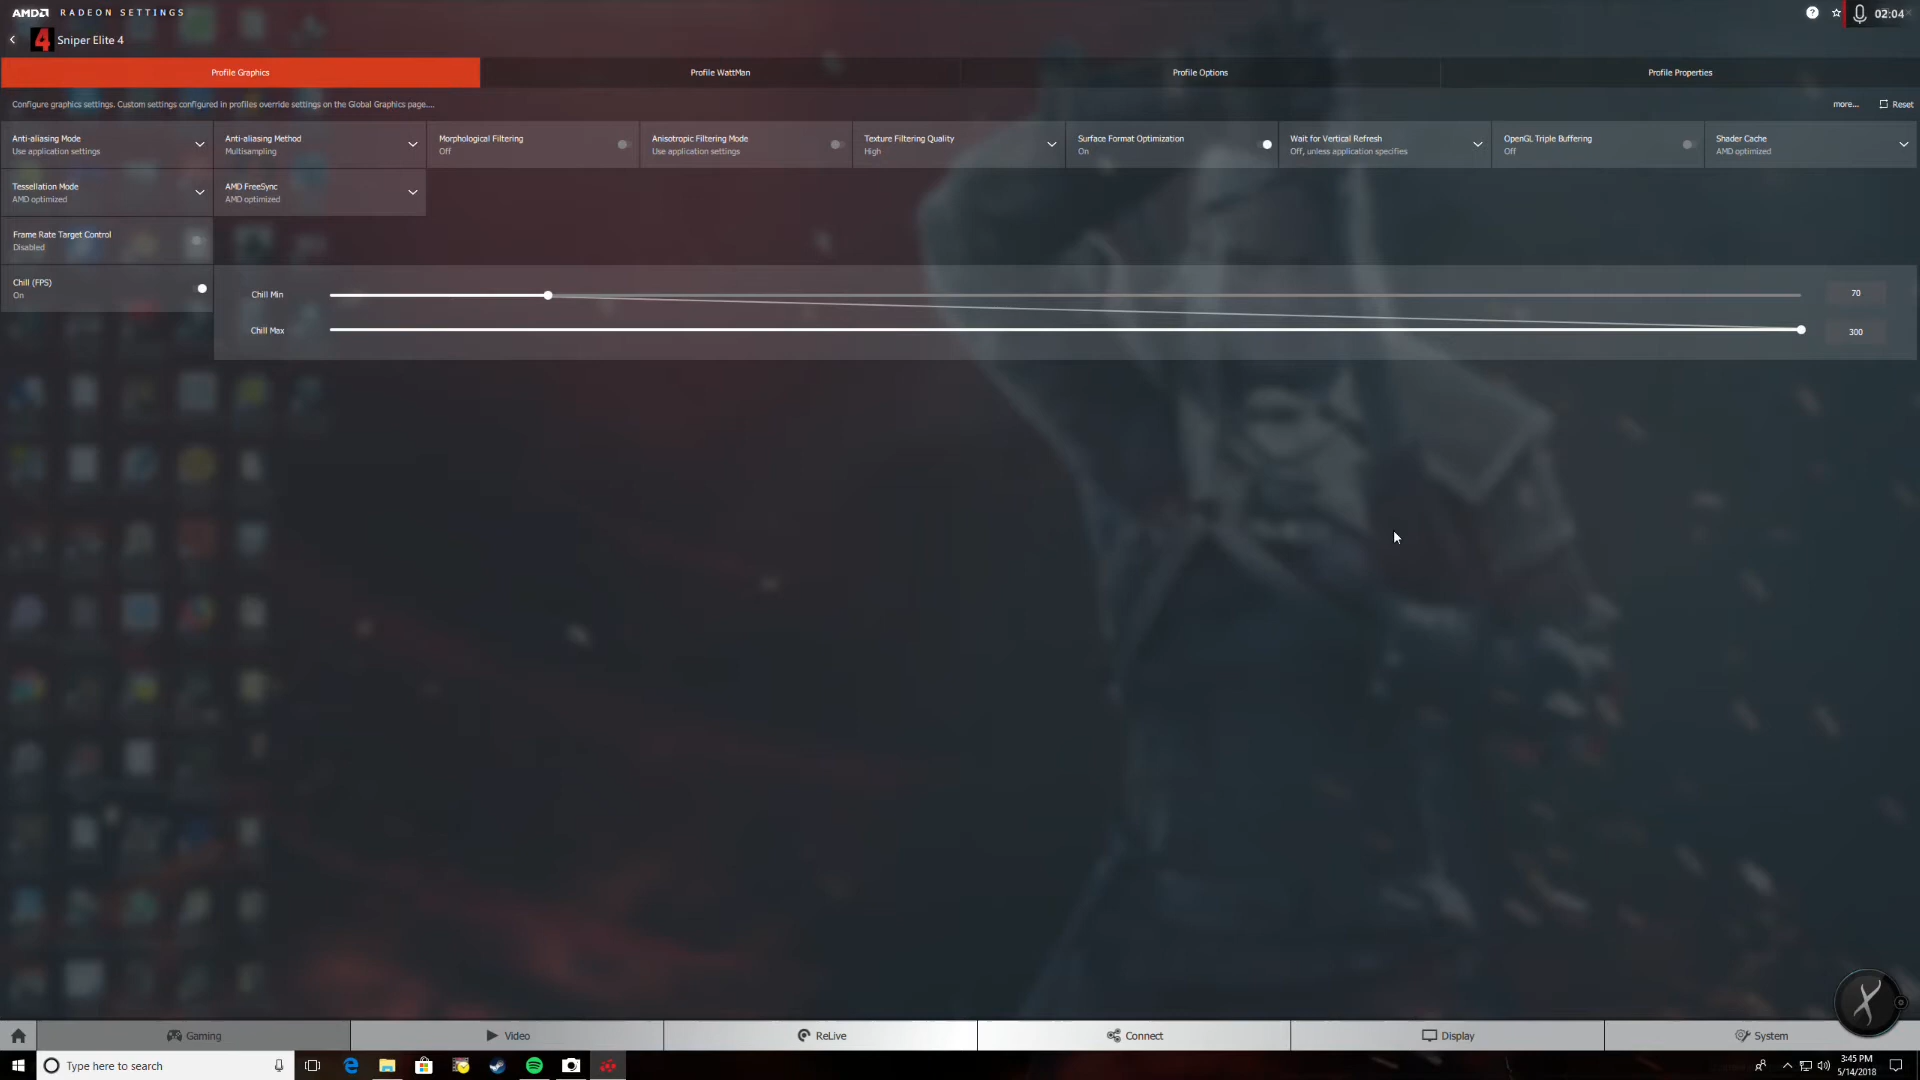 AMD RADEON SETTINGS
02:04
4 Sniper Elite 4
Profile Graphics
Profile WattMan
Profile Options
Profile Properties
Configure graphics settings. Custom settings configured in profiles override settings on the Global Graphics page....
more...
Reset
Anti-aliasing Mode
Use application settings
Anti-aliasing Method
Multisampling
Morphological Filtering
Off
Anisotropic Filtering Mode
Use application settings
Texture Filtering Quality
High
Surface Format Optimization
On
Wait for Vertical Refresh
Off, unless application specifies
OpenGL Triple Buffering
Off
Shader Cache
AMD optimized
Tessellation Mode
AMD optimized
AMD FreeSync
AMD optimized
Frame Rate Target Control
Disabled
Chill (FPS)
On
Chill Min
70
Chill Max
300
Gaming
Video
ReLive
Connect
Display
System
Type here to search
3:45 PM
5/14/2018